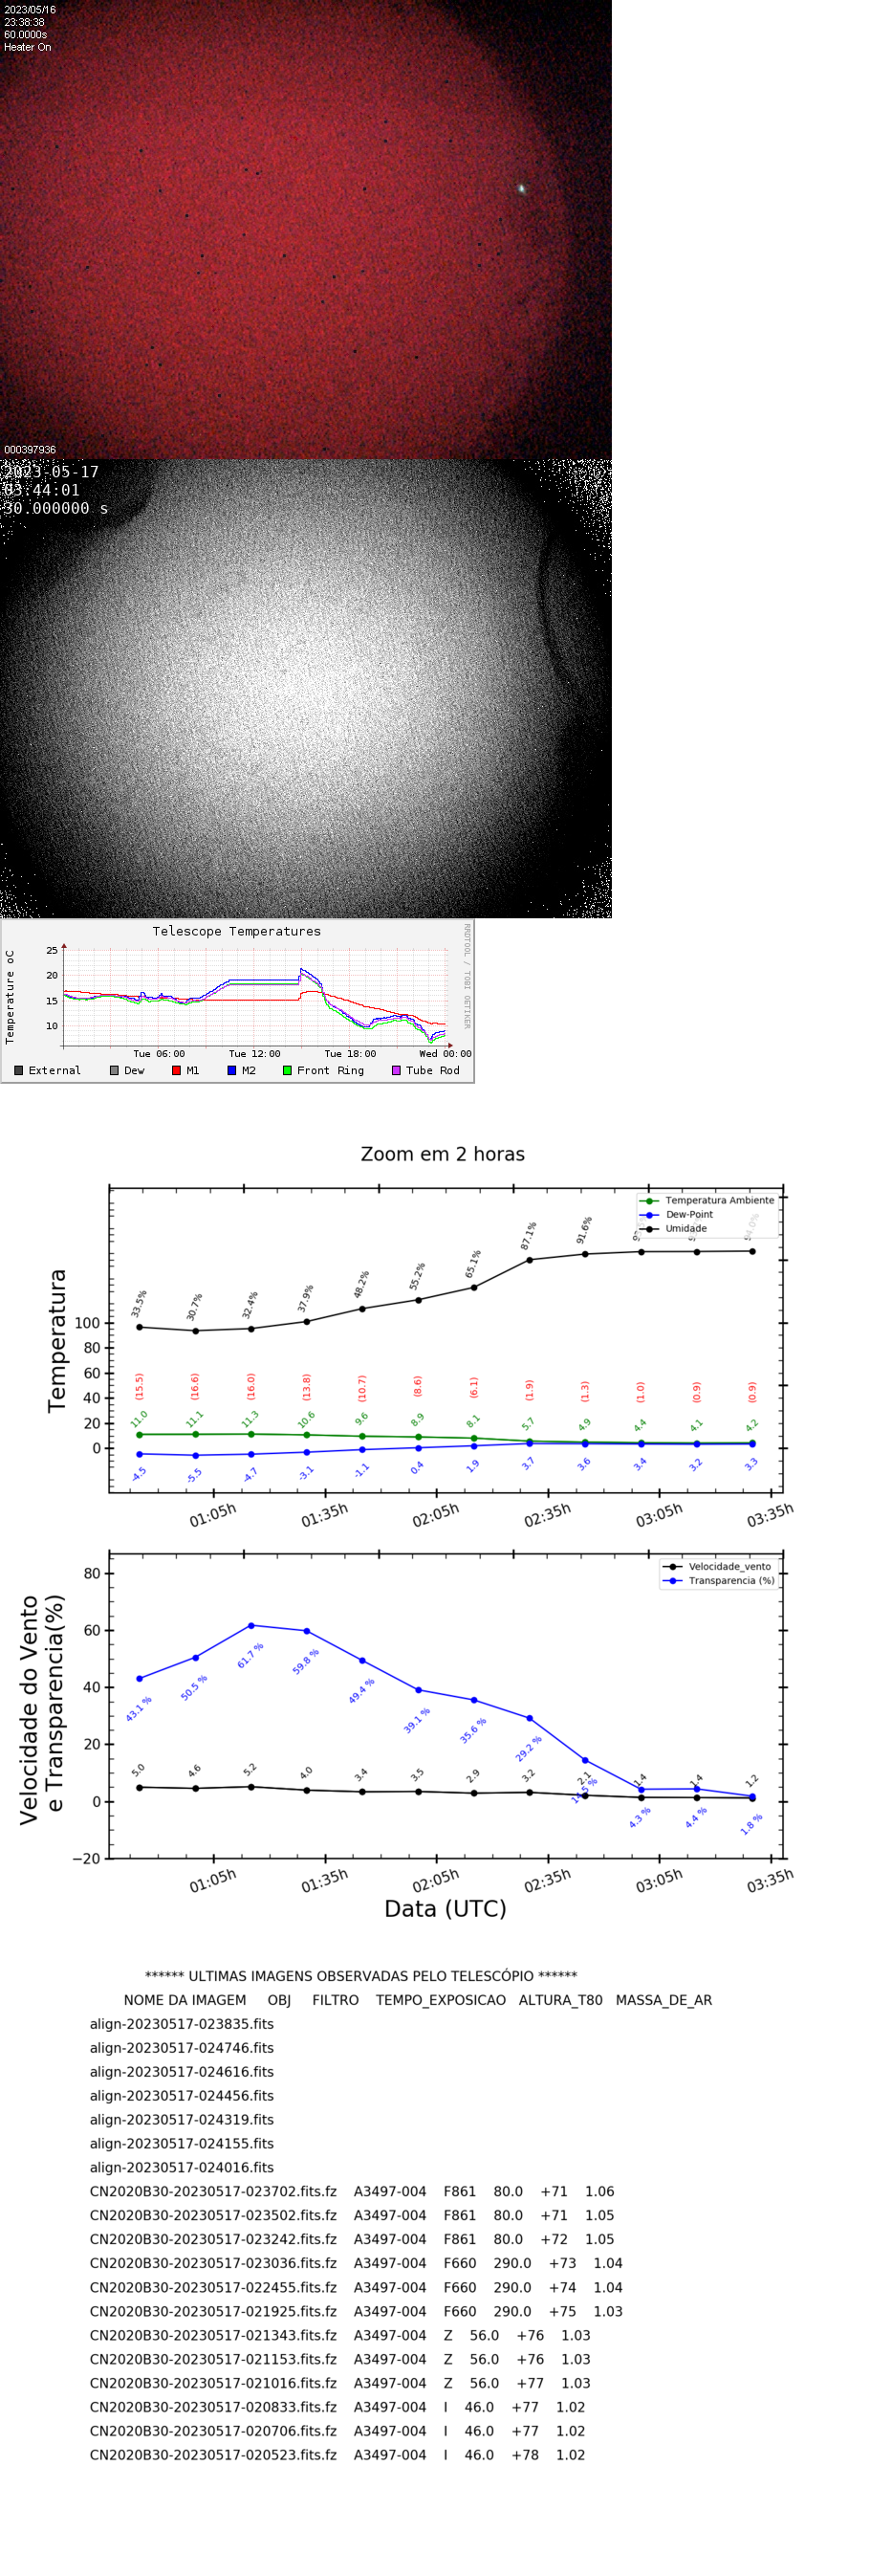 2023/05/16
23:38:38
60.0000s
Heater On
000397936
2023-05-17
03:44:01
30.000000 s
Telescope Temperatures
RRDTOOL / TOBI OETIKER
Temperature oC
25
20
15
10
Tue 06:00 Tue 12:00 Tue 18:00 Wed 00:00
External Dew M1 M2 Front Ring Tube Rod
Zoom em 2 horas
Temperatura Ambiente
Dew-Point
Umidade
Temperatura
33.5% 30.7% 32.4% 37.9% 48.2% 55.2% 65.1% 87.1% 91.6%
100
80
60
40
20
0
(15.5) (16.6) (16.0) (13.8) (10.7) (8.6) (6.1) (1.9) (1.3) (1.0) (0.9) (0.9)
11.0 11.1 11.3 10.6 9.6 8.9 8.1 5.7 4.9 4.4 4.1 4.2
-4.5 -5.5 -4.7 -3.1 -1.1 0.4 1.9 3.7 3.6 3.4 3.2 3.3
01:05h 01:35h 02:05h 02:35h 03:05h 03:35h
Velocidade_vento
Transparencia (%)
Velocidade do Vento
e Transparencia(%)
80
60
40
20
0
−20
43.1 % 50.5 % 61.7 % 59.8 % 49.4 % 39.1 % 35.6 % 29.2 % 14.5 % 4.3 % 4.4 % 1.8 %
5.0 4.6 5.2 4.0 3.4 3.5 2.9 3.2 2.1 1.4 1.4 1.2
01:05h 01:35h 02:05h 02:35h 03:05h 03:35h
Data (UTC)
****** ULTIMAS IMAGENS OBSERVADAS PELO TELESCÓPIO ******
NOME DA IMAGEM OBJ FILTRO TEMPO_EXPOSICAO ALTURA_T80 MASSA_DE_AR
align-20230517-023835.fits
align-20230517-024746.fits
align-20230517-024616.fits
align-20230517-024456.fits
align-20230517-024319.fits
align-20230517-024155.fits
align-20230517-024016.fits
CN2020B30-20230517-023702.fits.fz A3497-004 F861 80.0 +71 1.06
CN2020B30-20230517-023502.fits.fz A3497-004 F861 80.0 +71 1.05
CN2020B30-20230517-023242.fits.fz A3497-004 F861 80.0 +72 1.05
CN2020B30-20230517-023036.fits.fz A3497-004 F660 290.0 +73 1.04
CN2020B30-20230517-022455.fits.fz A3497-004 F660 290.0 +74 1.04
CN2020B30-20230517-021925.fits.fz A3497-004 F660 290.0 +75 1.03
CN2020B30-20230517-021343.fits.fz A3497-004 Z 56.0 +76 1.03
CN2020B30-20230517-021153.fits.fz A3497-004 Z 56.0 +76 1.03
CN2020B30-20230517-021016.fits.fz A3497-004 Z 56.0 +77 1.03
CN2020B30-20230517-020833.fits.fz A3497-004 I 46.0 +77 1.02
CN2020B30-20230517-020706.fits.fz A3497-004 I 46.0 +77 1.02
CN2020B30-20230517-020523.fits.fz A3497-004 I 46.0 +78 1.02